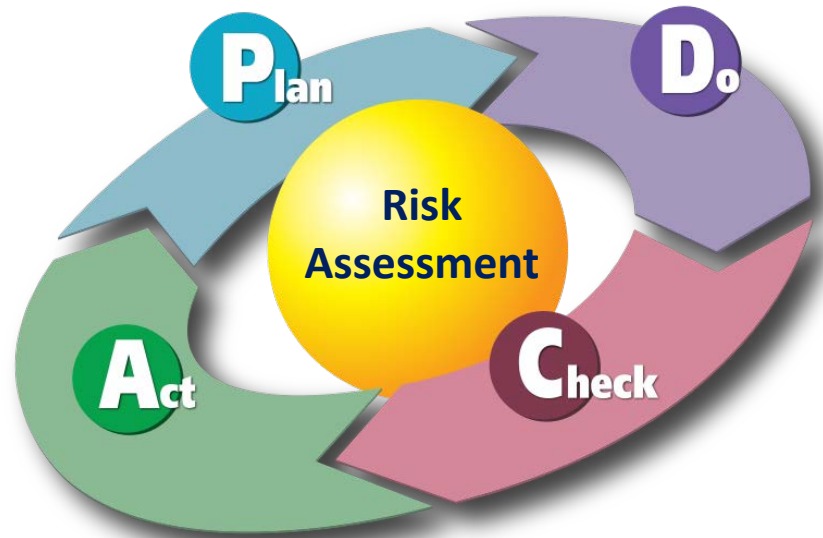 Plan
Do
Risk
Assessment
Act
Check